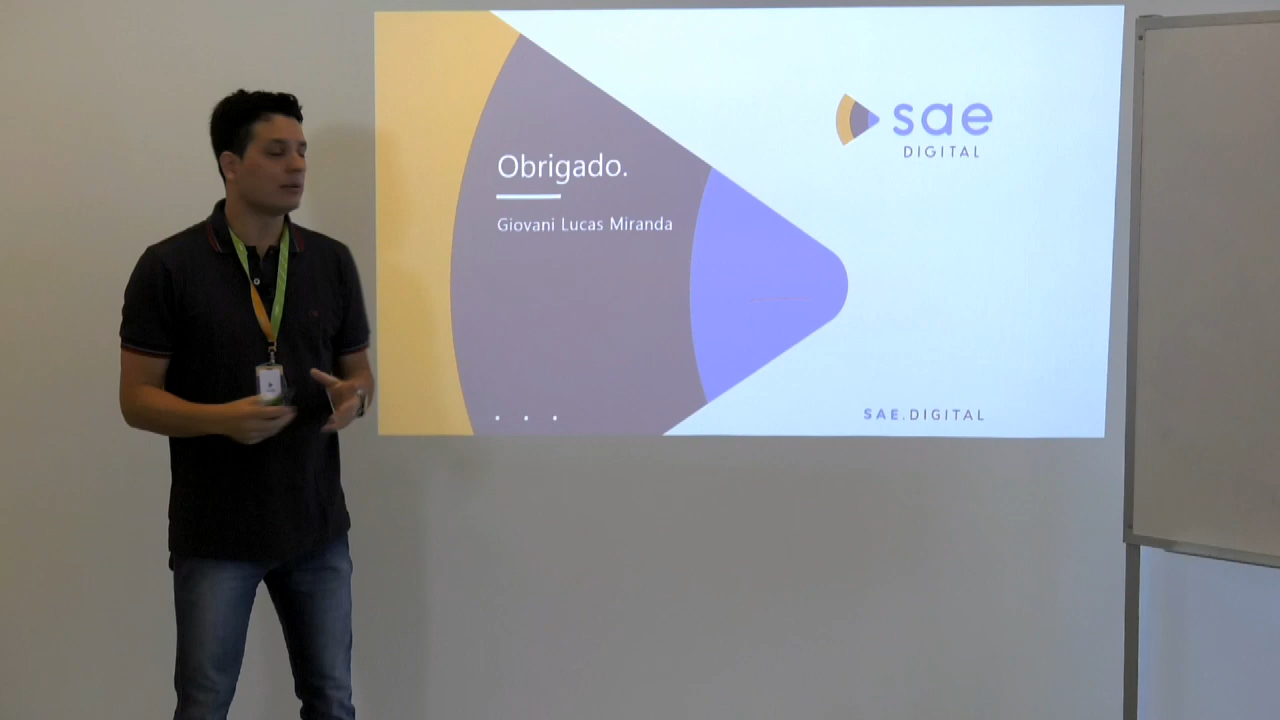 Obrigado.
Giovani Lucas Miranda
sae
DIGITAL
SAE.DIGITAL